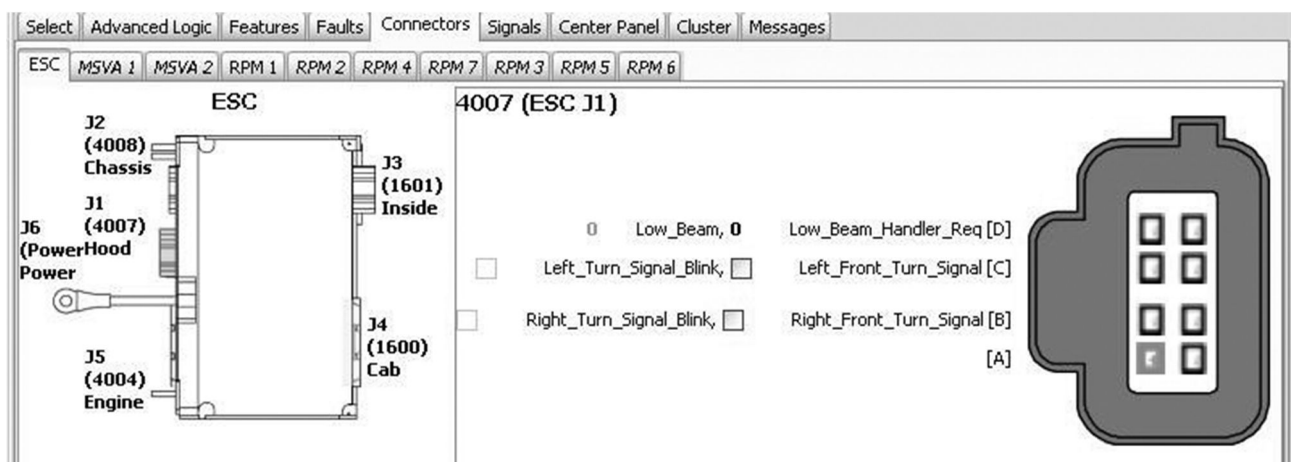 Select Advanced Logic Features Faults Connectors Signals Center Panel Cluster Messages
ESC MSVA 1 MSVA 2 RPM 1 RPM 2 RPM 4 RPM 7 RPM 3 RPM 5 RPM 6
ESC
J2
(4008)
Chassis
J3
(1601)
Inside
J1
(4007)
Hood
J6
(Power
Power
J4
(1600)
Cab
J5
(4004)
Engine
4007 (ESC J1)
0 Low_Beam, 0 Low_Beam_Handler_Req [D]
Left_Turn_Signal_Blink, Left_Front_Turn_Signal [C]
Right_Turn_Signal_Blink, Right_Front_Turn_Signal [B]
[A]